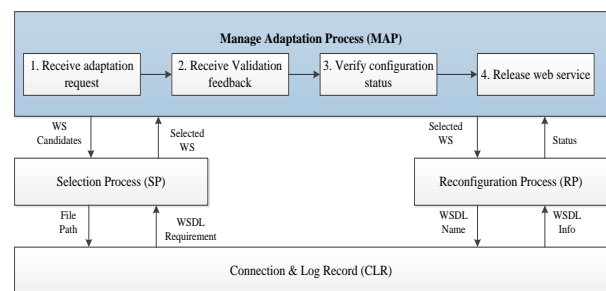 Manage Adaptation Process (MAP)
1. Receive adaptation
request
2. Receive Validation
feedback
3. Verify configuration
status
4. Release web service
WS
Candidates
Selected
WS
Selected
WS
Status
Selection Process (SP)
Reconfiguration Process (RP)
File
Path
WSDL
Requirement
WSDL
Name
WSDL
Info
Connection & Log Record (CLR)